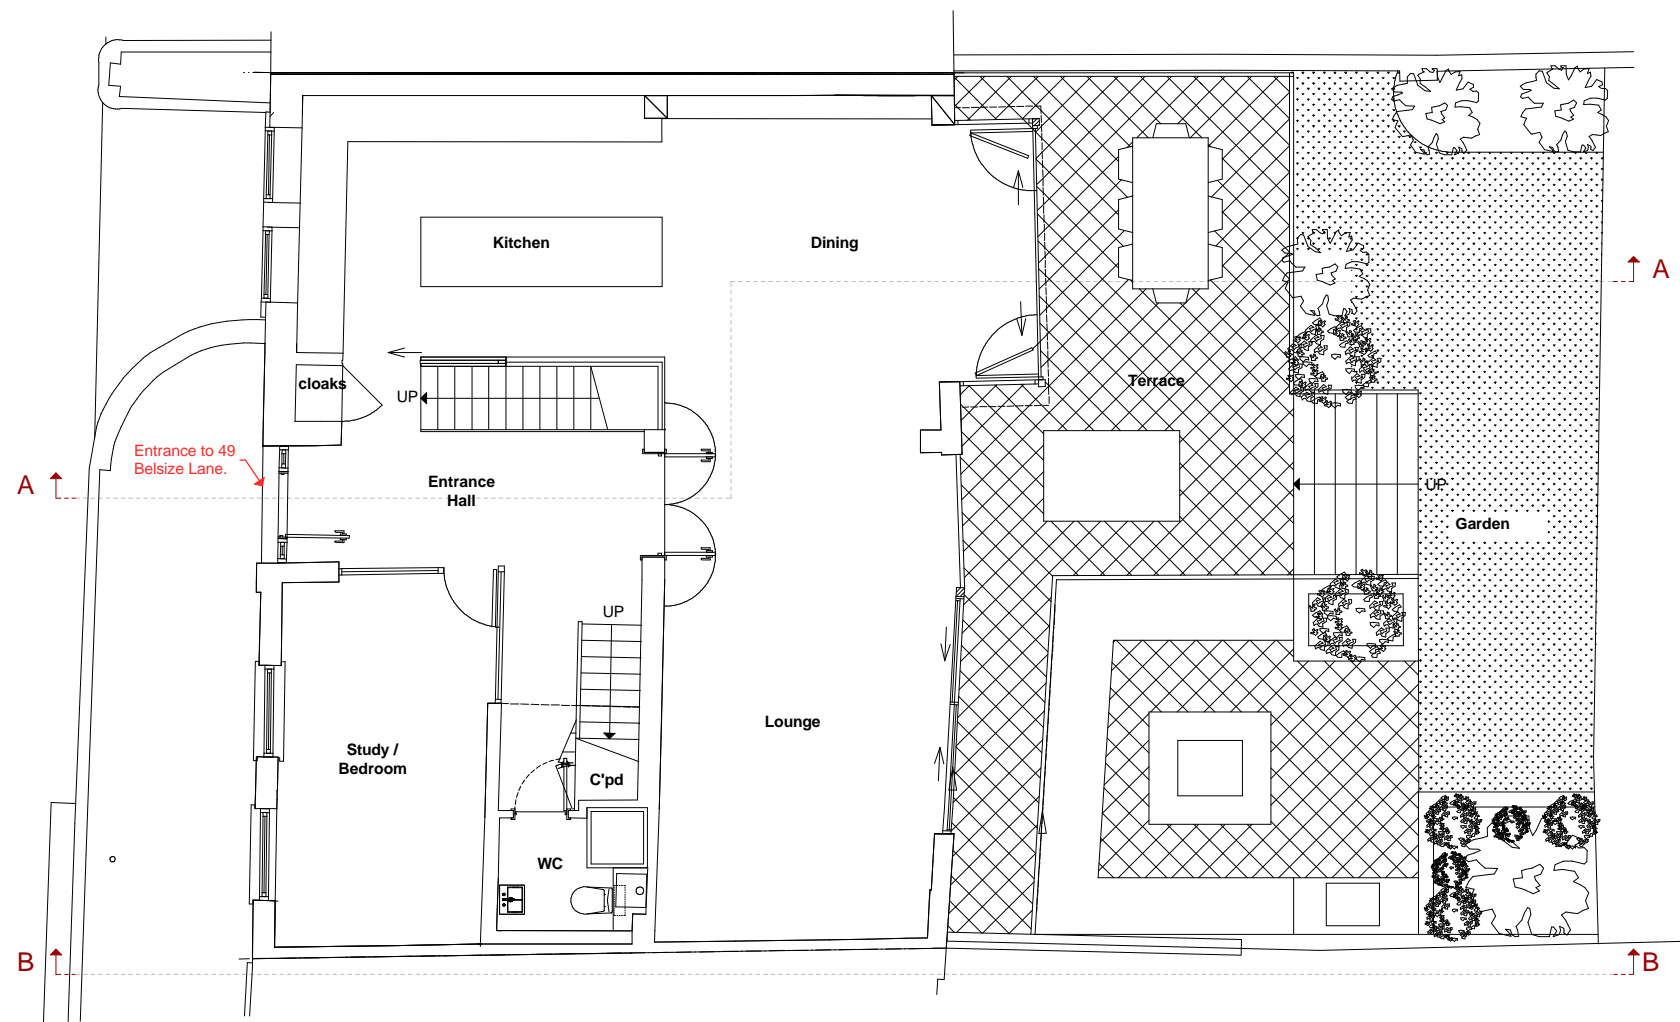 Kitchen
Dining
A
A
cloaks
UP
Terrace
Entrance to 49
Belsize Lane.
Entrance
Hall
UP
Garden
UP
Study /
Bedroom
Lounge
C'pd
WC
B
B